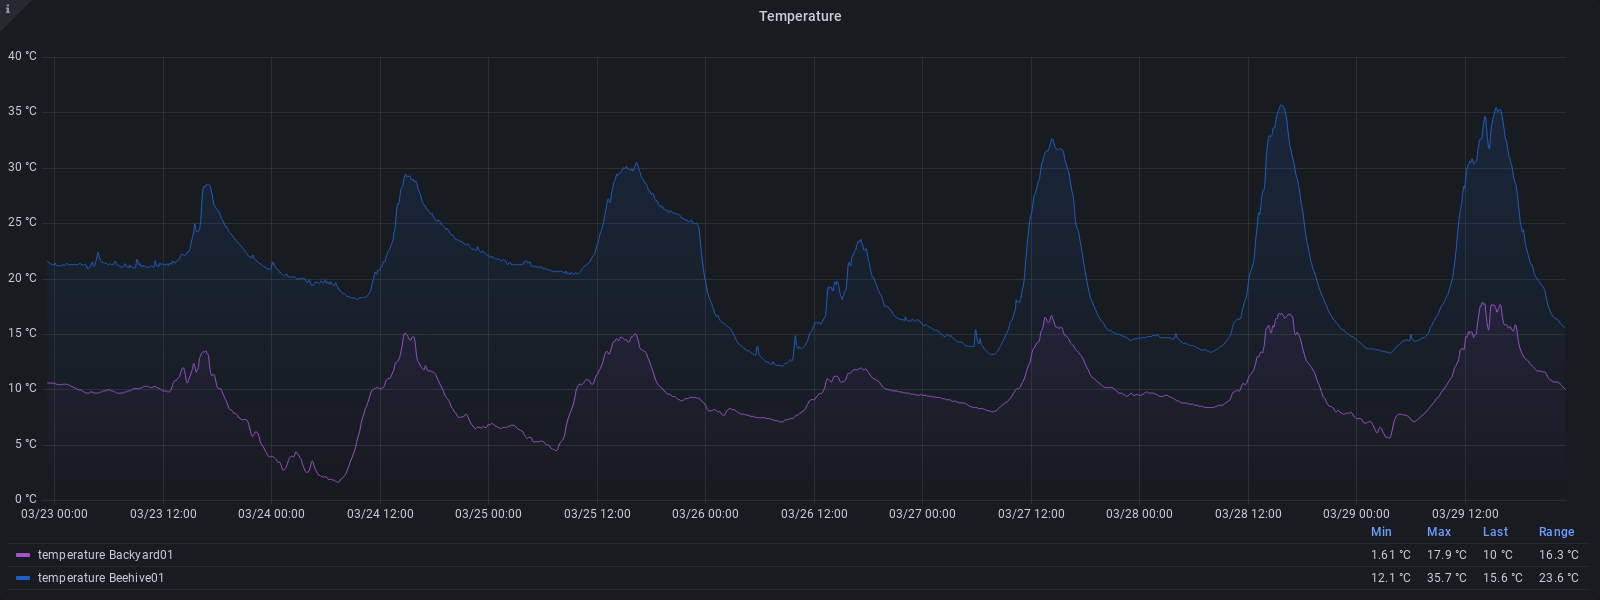 i
Temperature
40 °C
35 °C
30 °C
25 °C
20 °C
15 °C
10 °C
5 °C
0 °C
03/23 00:00 03/23 12:00 03/24 00:00 03/24 12:00 03/25 00:00 03/25 12:00 03/26 00:00 03/26 12:00 03/27 00:00 03/27 12:00 03/28 00:00 03/28 12:00 03/29 00:00 03/29 12:00
Min Max Last Range
temperature Backyard01 1.61 °C 17.9 °C 10 °C 16.3 °C
temperature Beehive01 12.1 °C 35.7 °C 15.6 °C 23.6 °C